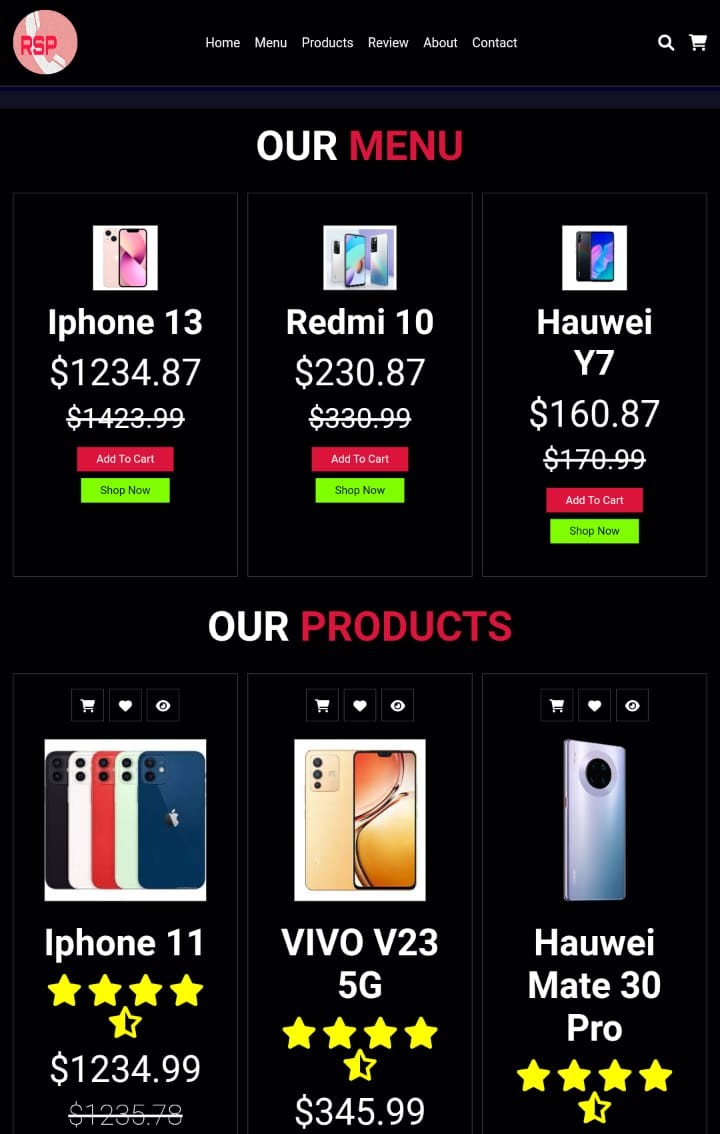 RSP
Home Menu Products Review About Contact
OUR MENU
Iphone 13
$1234.87
$1423.99
Add To Cart
Shop Now
Redmi 10
$230.87
$330.99
Add To Cart
Shop Now
Hauwei
Y7
$160.87
$170.99
Add To Cart
Shop Now
OUR PRODUCTS
Iphone 11
$1234.99
$1235.78
VIVO V23
5G
$345.99
Hauwei
Mate 30
Pro